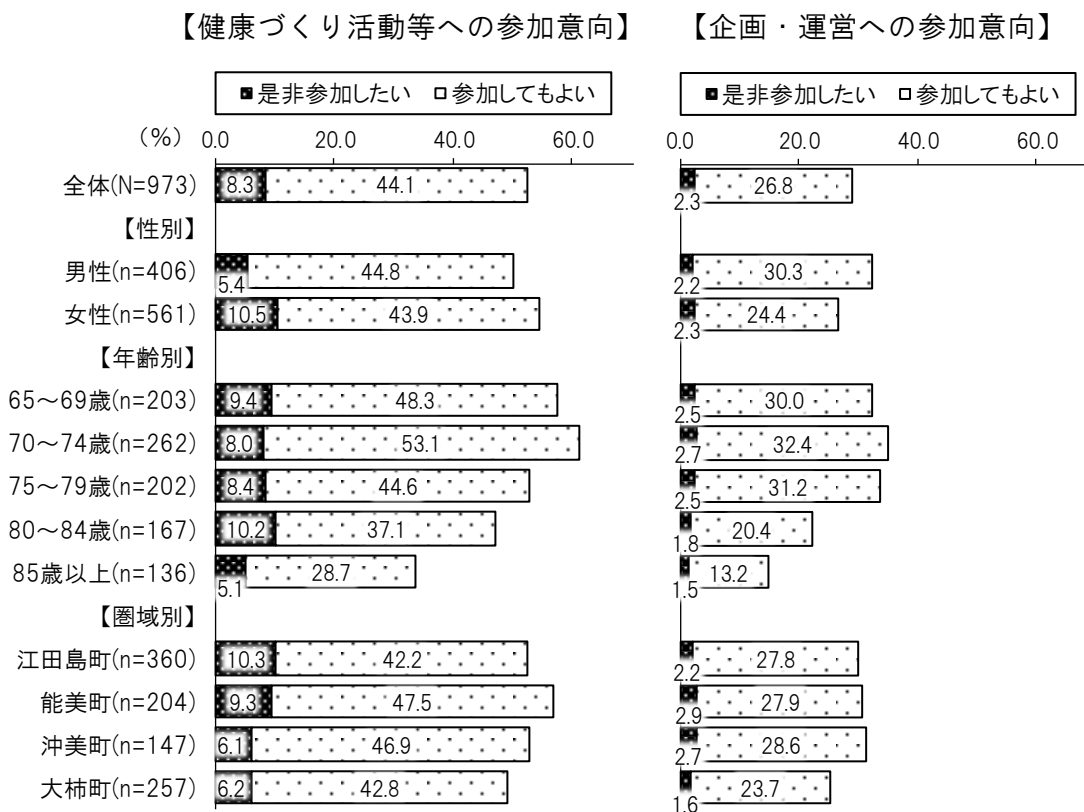 【健康づくり活動等への参加意向】 【企画・運営への参加意向】
■是非参加したい □参加してもよい ■是非参加したい □参加してもよい
(%) 0.0 20.0 40.0 60.0 0.0 20.0 40.0 60.0
全体(N=973) 8.3 44.1 2.3 26.8
【性別】
男性(n=406) 5.4 44.8 2.2 30.3
女性(n=561) 10.5 43.9 2.3 24.4
【年齢別】
65～69歳(n=203) 9.4 48.3 2.5 30.0
70～74歳(n=262) 8.0 53.1 2.7 32.4
75～79歳(n=202) 8.4 44.6 2.5 31.2
80～84歳(n=167) 10.2 37.1 1.8 20.4
85歳以上(n=136) 5.1 28.7 1.5 13.2
【圏域別】
江田島町(n=360) 10.3 42.2 2.2 27.8
能美町(n=204) 9.3 47.5 2.9 27.9
沖美町(n=147) 6.1 46.9 2.7 28.6
大柿町(n=257) 6.2 42.8 1.6 23.7